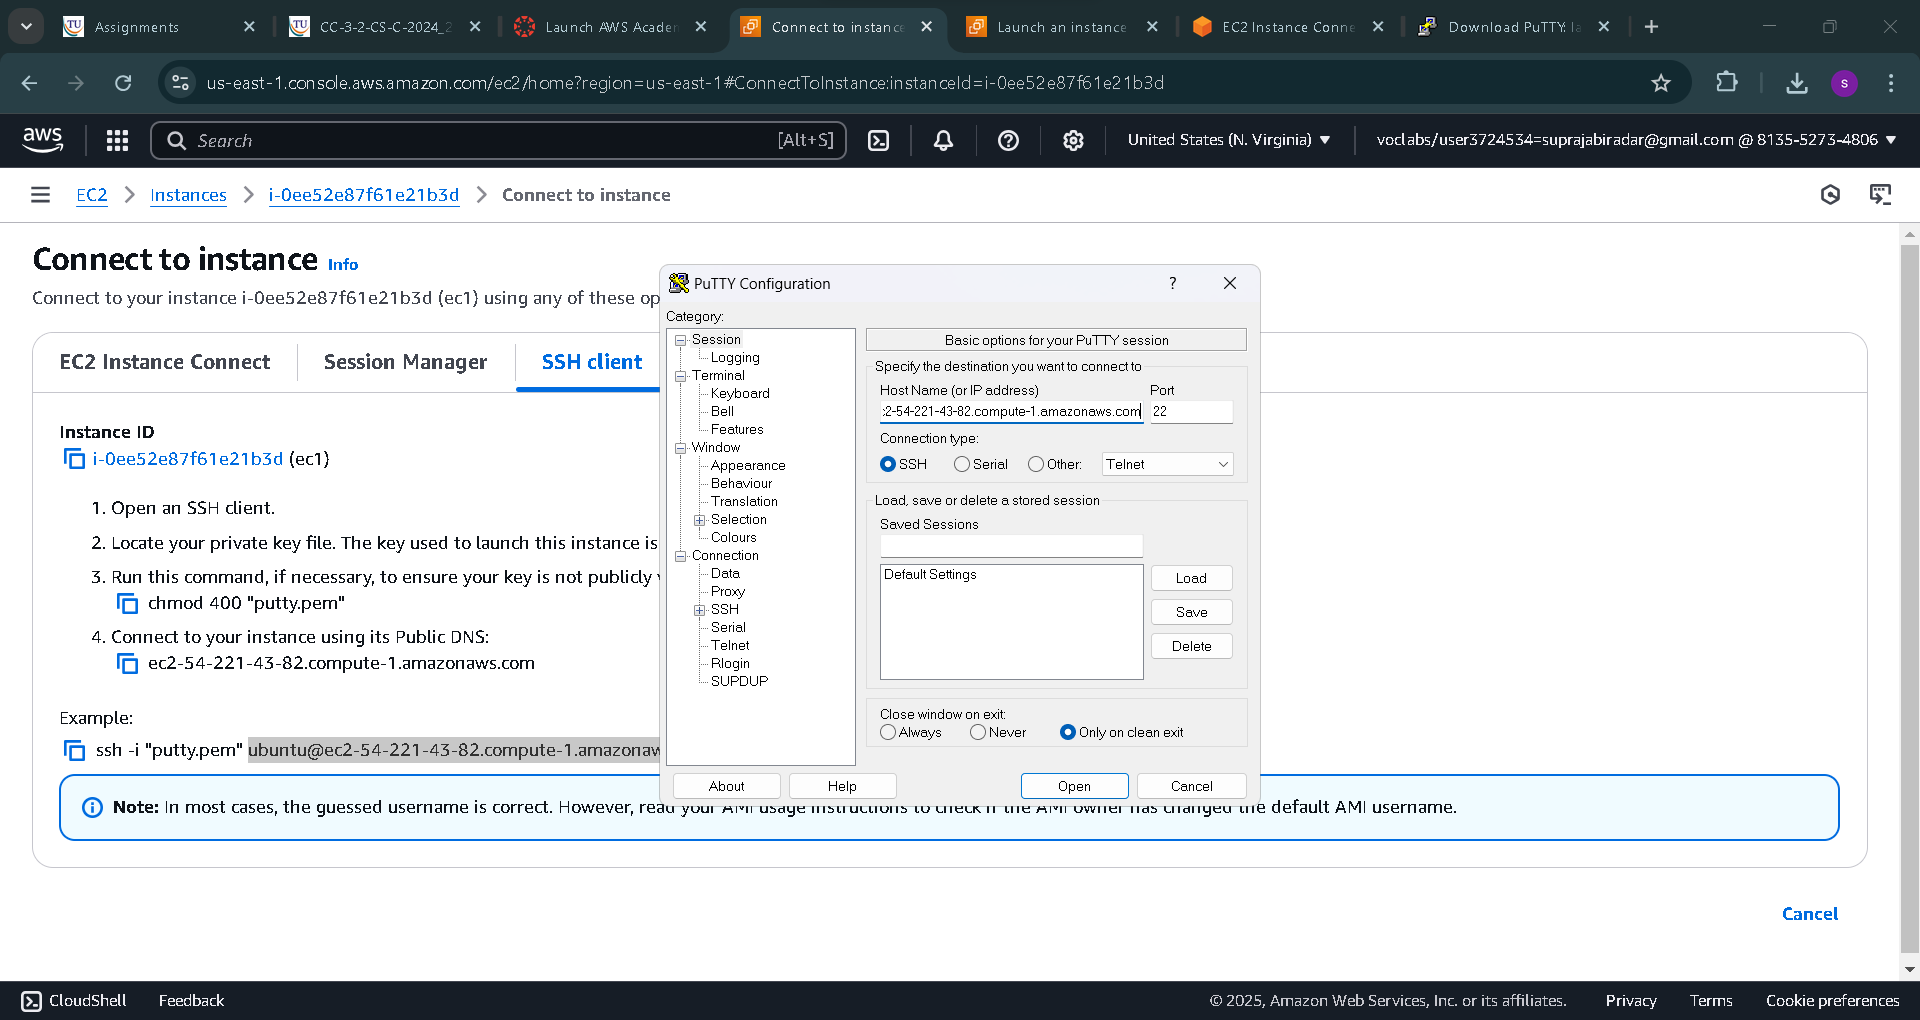 Assignments
CC-3-2-CS-C-2024_2
Launch AWS Acaden
Connect to instance
Launch an instance
EC2 Instance Conne
Download PuTTY: la
us-east-1.console.aws.amazon.com/ec2/home?region=us-east-1#ConnectToInstance:instanceId=i-0ee52e87f61e21b3d
S
aws
Search
[Alt+S]
United States (N. Virginia)
voclabs/user3724534=suprajabiradar@gmail.com @ 8135-5273-4806
EC2
Instances
i-0ee52e87f61e21b3d
Connect to instance
Connect to instance Info
Connect to your instance i-0ee52e87f61e21b3d (ec1) using any of these op
EC2 Instance Connect
Session Manager
SSH client
Instance ID
i-0ee52e87f61e21b3d (ec1)
1. Open an SSH client.
2. Locate your private key file. The key used to launch this instance is
3. Run this command, if necessary, to ensure your key is not publicly
chmod 400 "putty.pem"
4. Connect to your instance using its Public DNS:
ec2-54-221-43-82.compute-1.amazonaws.com
Example:
ssh -i "putty.pem" ubuntu@ec2-54-221-43-82.compute-1.amazonaw
Note: In most cases, the guessed username is correct. However, read your AMI usage instructions to check if the AMI owner has changed the default AMI username.
Cancel
PuTTY Configuration
?
Category:
Session
Logging
Terminal
Keyboard
Bell
Features
Window
Appearance
Behaviour
Translation
Selection
Colours
Connection
Data
Proxy
SSH
Serial
Telnet
Rlogin
SUPDUP
Basic options for your PuTTY session
Specify the destination you want to connect to
Host Name (or IP address)
Port
:2-54-221-43-82.compute-1.amazonaws.com
22
Connection type:
SSH
Serial
Other:
Telnet
Load, save or delete a stored session
Saved Sessions
Default Settings
Load
Save
Delete
Close window on exit:
Always
Never
Only on clean exit
About
Help
Open
Cancel
CloudShell
Feedback
© 2025, Amazon Web Services, Inc. or its affiliates.
Privacy
Terms
Cookie preferences